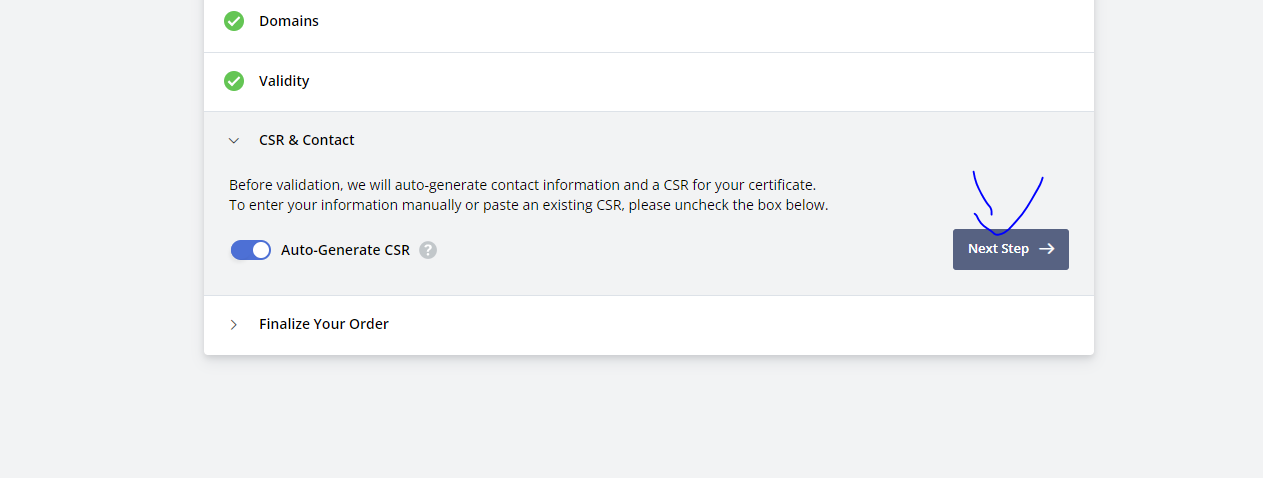 Domains
Validity
CSR & Contact
Before validation, we will auto-generate contact information and a CSR for your certificate.
To enter your information manually or paste an existing CSR, please uncheck the box below.
Auto-Generate CSR ?
Next Step
Finalize Your Order